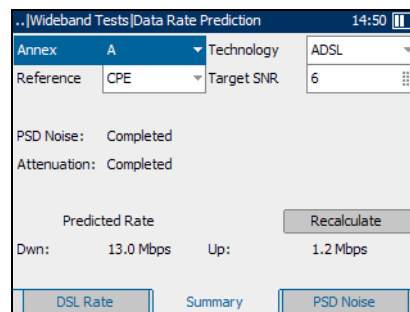 ..|Wideband Tests|Data Rate Prediction 14:50
Annex A Technology ADSL
Reference CPE Target SNR 6
PSD Noise: Completed
Attenuation: Completed
Predicted Rate Recalculate
Dwn: 13.0 Mbps Up: 1.2 Mbps
DSL Rate Summary PSD Noise